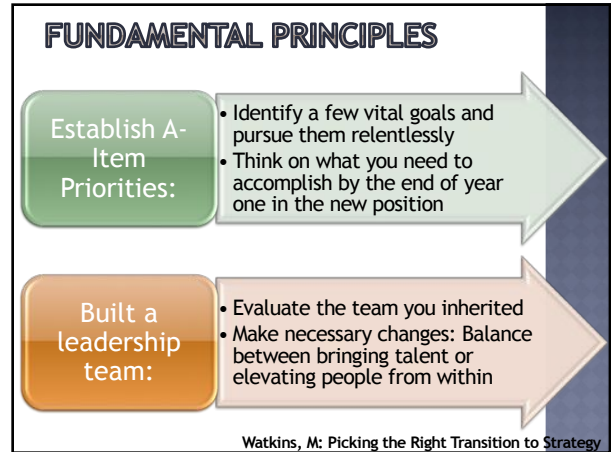 FUNDAMENTAL PRINCIPLES
Establish A-
Item
Priorities:
• Identify a few vital goals and
pursue them relentlessly
• Think on what you need to
accomplish by the end of year
one in the new position
Built a
leadership
team:
• Evaluate the team you inherited
• Make necessary changes: Balance
between bringing talent or
elevating people from within
Watkins, M: Picking the Right Transition to Strategy